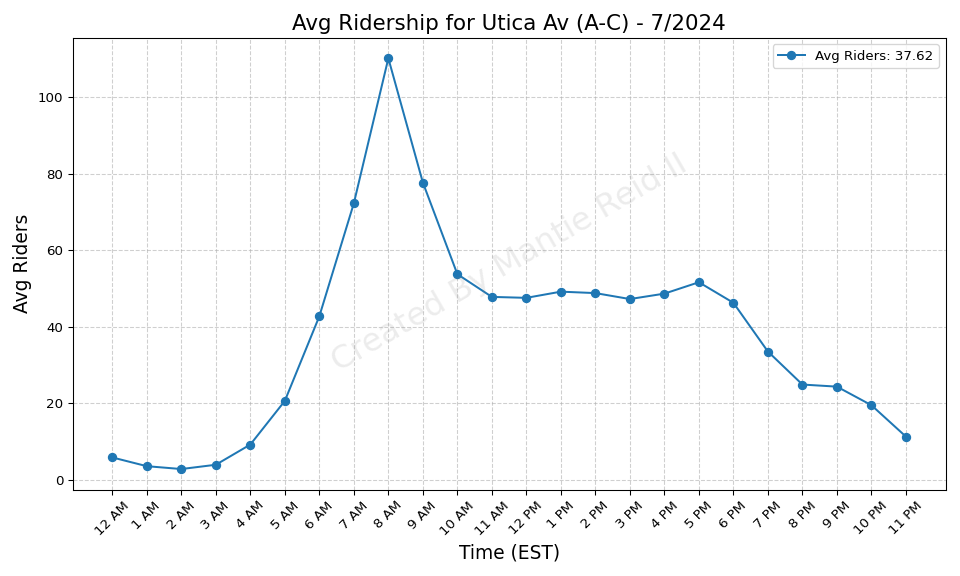 Avg Ridership for Utica Av (A-C) - 7/2024
Avg Riders: 37.62
Avg Riders
100
80
60
40
20
0
Created By Mantie Reid II
12 AM
1 AM
2 AM
3 AM
4 AM
5 AM
6 AM
7 AM
8 AM
9 AM
10 AM
11 AM
12 PM
1 PM
2 PM
3 PM
4 PM
5 PM
6 PM
7 PM
8 PM
9 PM
10 PM
11 PM
Time (EST)